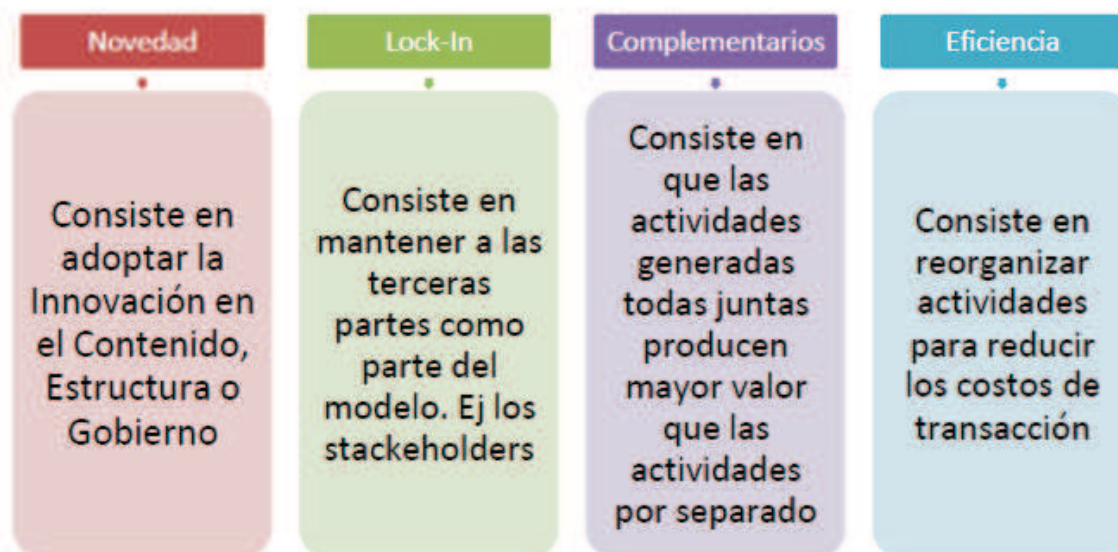 Novedad
Consiste en
adoptar la
Innovación en
el Contenido,
Estructura o
Gobierno
Lock-In
Consiste en
mantener a las
terceras
partes como
parte del
modelo. Ej los
stackeholders
Complementarios
Consiste en
que las
actividades
generadas
todas juntas
producen
mayor valor
que las
actividades
por separado
Eficiencia
Consiste en
reorganizar
actividades
para reducir
los costos de
transacción